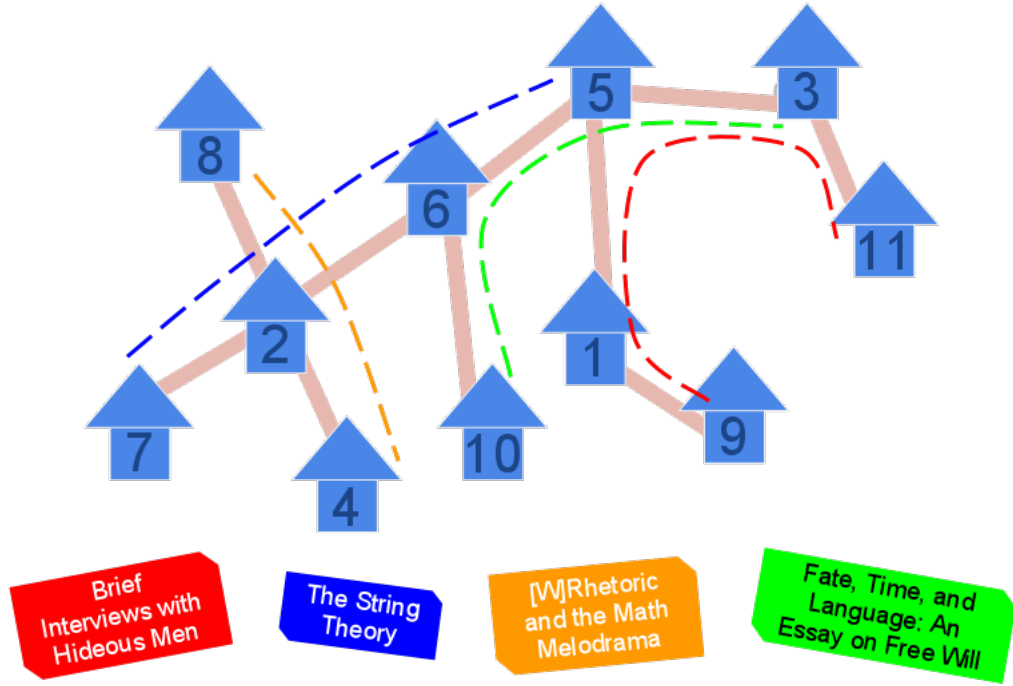 5
3
8
6
11
2
1
7
10
9
4
Brief
Interviews with
Hideous Men
The String
Theory
[W]Rhetoric
and the Math
Melodrama
Fate, Time, and
Language: An
Essay on Free Will